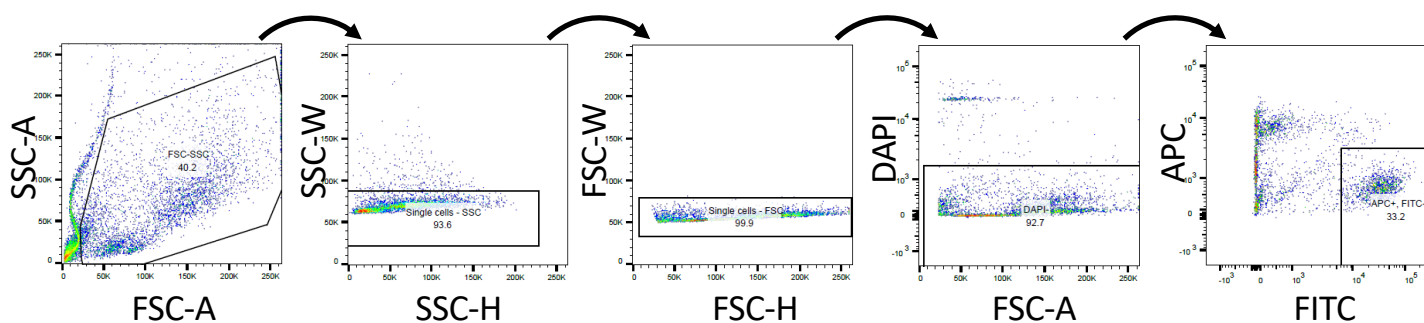 SSC-A
250K
200K
150K
100K
50K
0
FSC-SSC
40.2
0
50K
100K
150K
200K
250K
FSC-A
SSC-W
250K
200K
150K
100K
50K
0
Single cells - SSC
93.6
0
50K
100K
150K
200K
250K
SSC-H
FSC-W
250K
200K
150K
100K
50K
0
Single cells - FSC
99.9
0
50K
100K
150K
200K
250K
FSC-H
DAPI
10^5
10^4
10^3
0
-10^3
DAPI-
92.7
0
50K
100K
150K
200K
250K
FSC-A
APC
10^5
10^4
10^3
0
-10^3
APC+, FITC-
33.2
-10^3
0
10^3
10^4
10^5
FITC